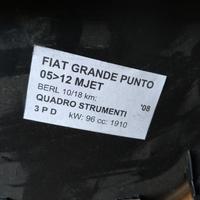 FIAT GRANDE PUNTO
05>12 MJET
BERL 10/18 km:
QUADRO STRUMENTI '08
3 P D kW: 96 cc: 1910